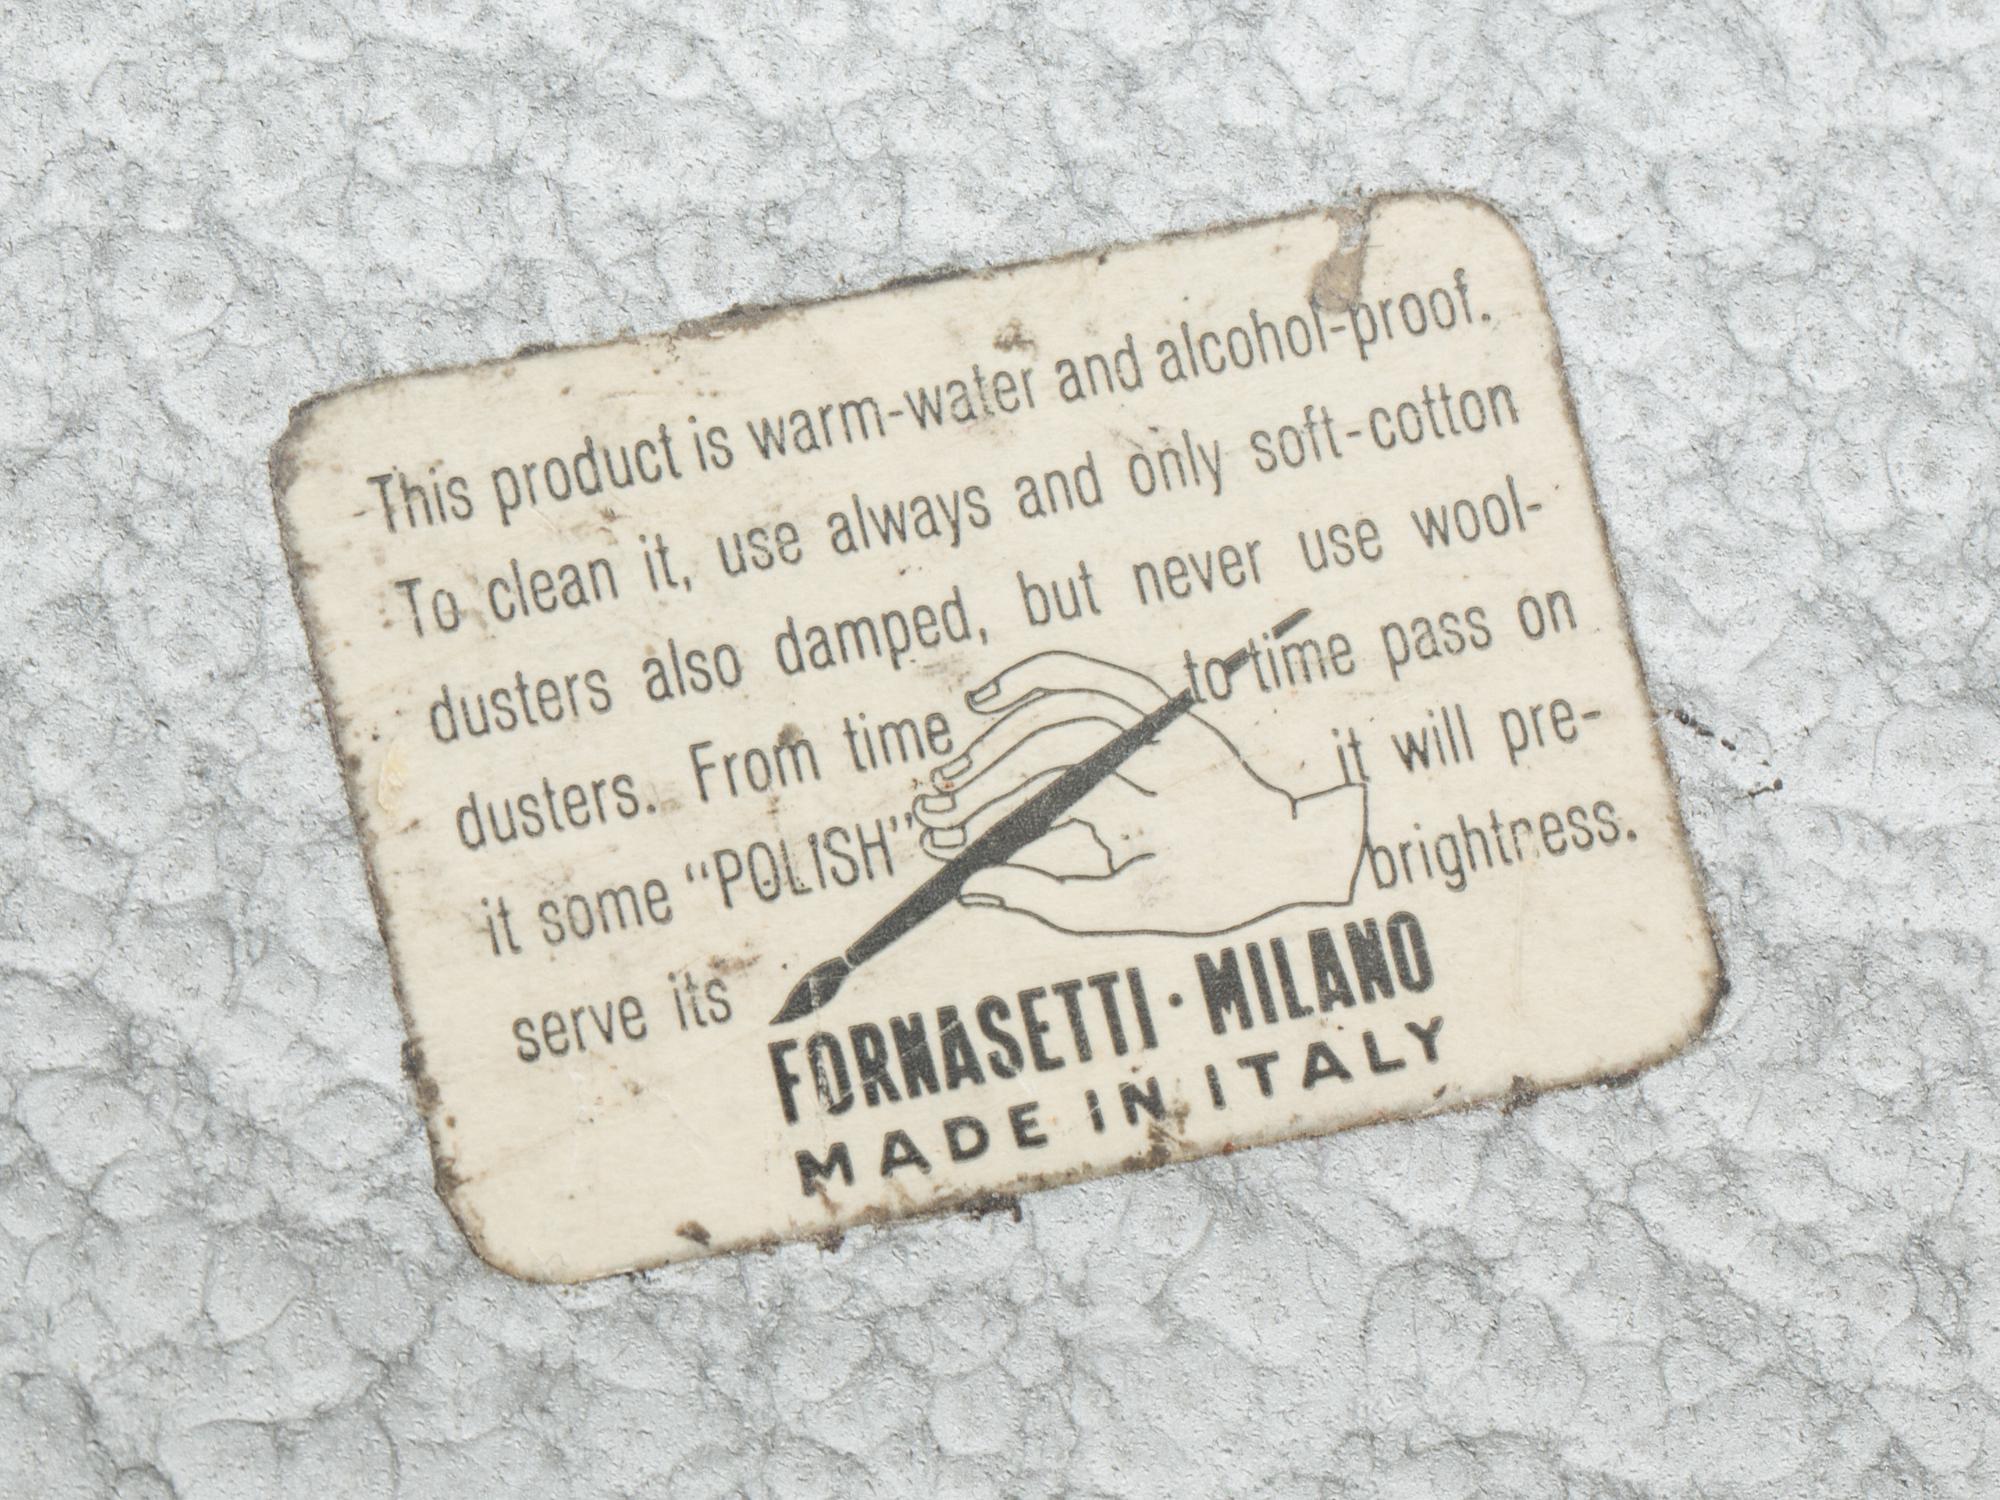 This product is warm-water and alcohol-proof.
To clean it, use always and only soft-cotton
dusters also damped, but never use wool-
dusters. From time to time pass on
it some “POLISH” it will pre-
serve its brightness.
FORNASETTI · MILANO
MADE IN ITALY